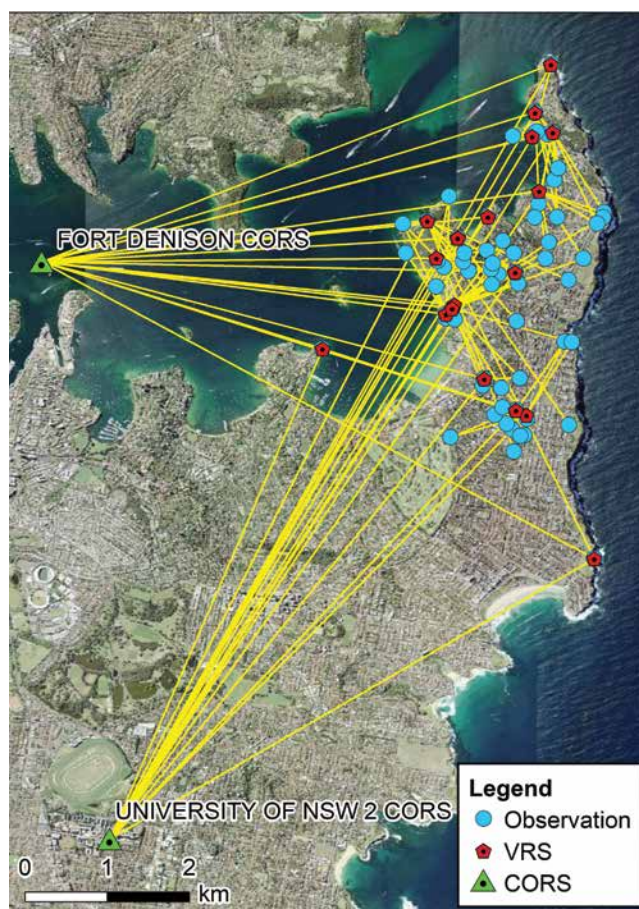 FORT DENISON CORS
UNIVERSITY OF NSW 2 CORS
0 1 2
km
Legend
Observation
VRS
CORS